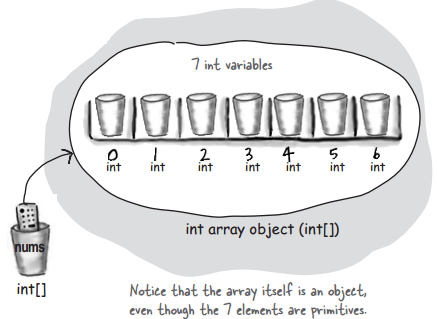 7 int variables
0 1 2 3 4 5 6
int int int int int int int
nums
int array object (int[])
int[]
Notice that the array itself is an object,
even though the 7 elements are primitives.